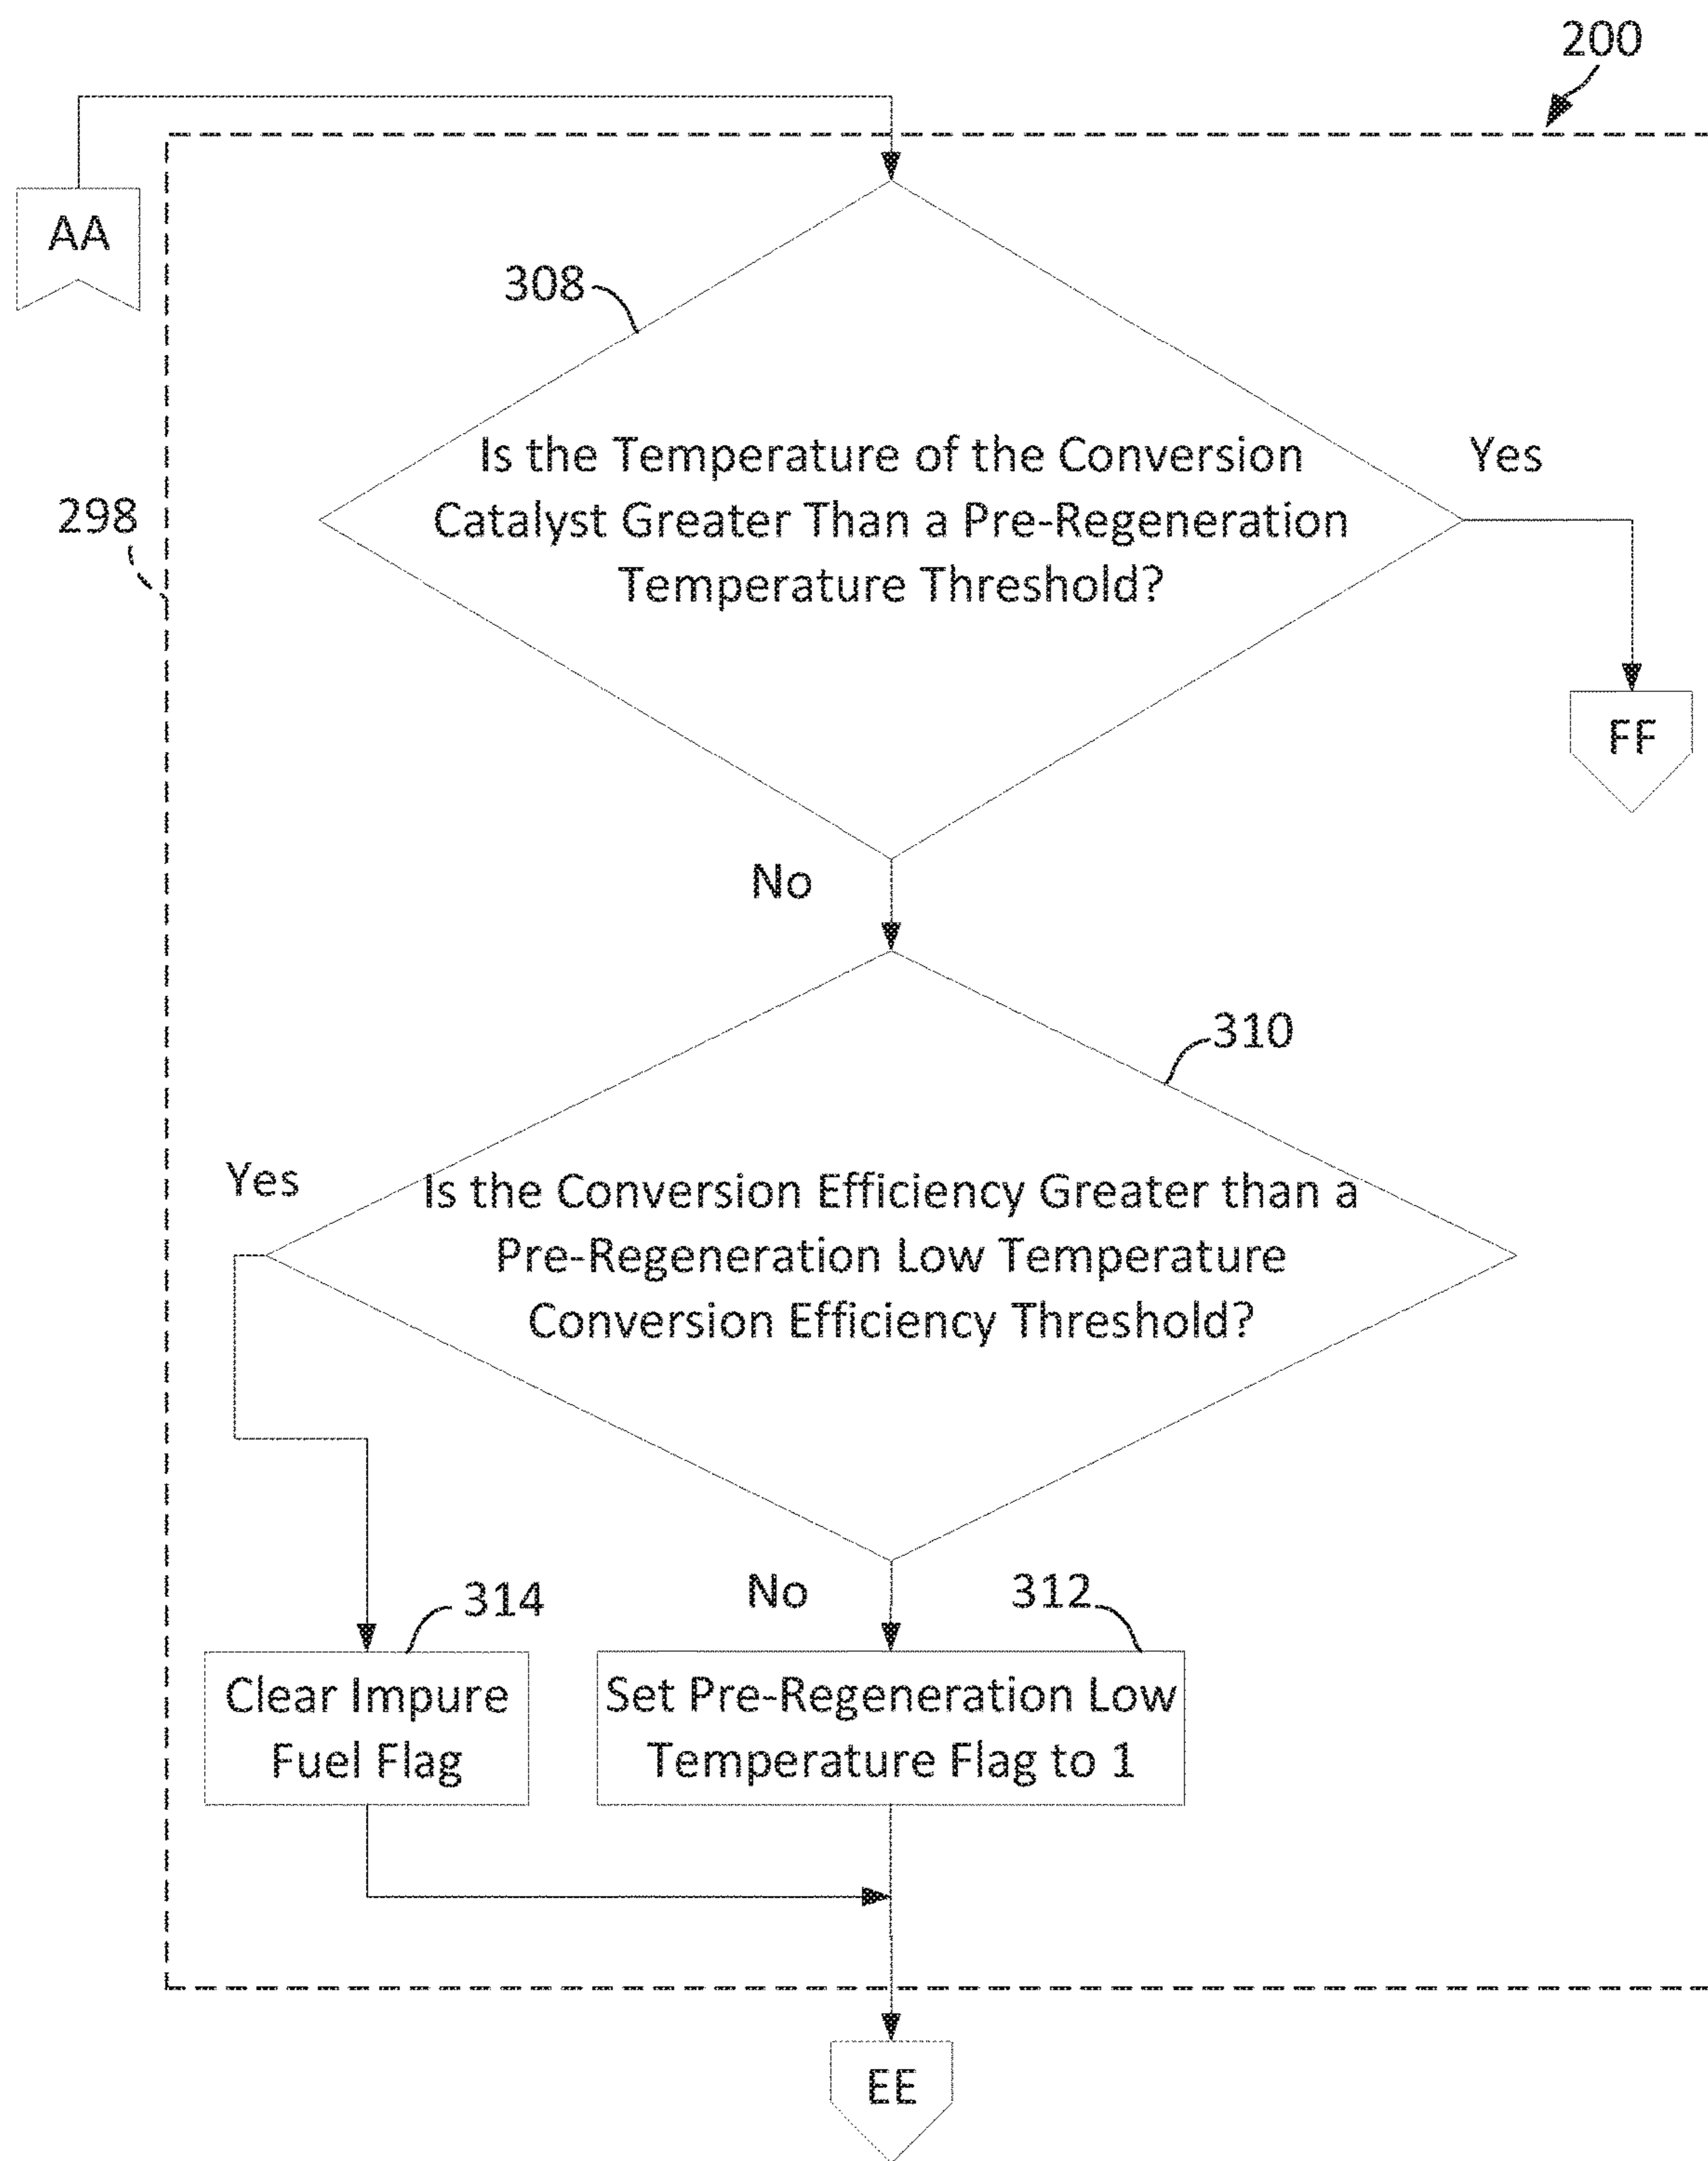 200
AA
308
Is the Temperature of the Conversion
Catalyst Greater Than a Pre-Regeneration
Temperature Threshold?
Yes
298
FF
No
310
Yes
Is the Conversion Efficiency Greater than a
Pre-Regeneration Low Temperature
Conversion Efficiency Threshold?
No
314
312
Clear Impure
Fuel Flag
Set Pre-Regeneration Low
Temperature Flag to 1
EE